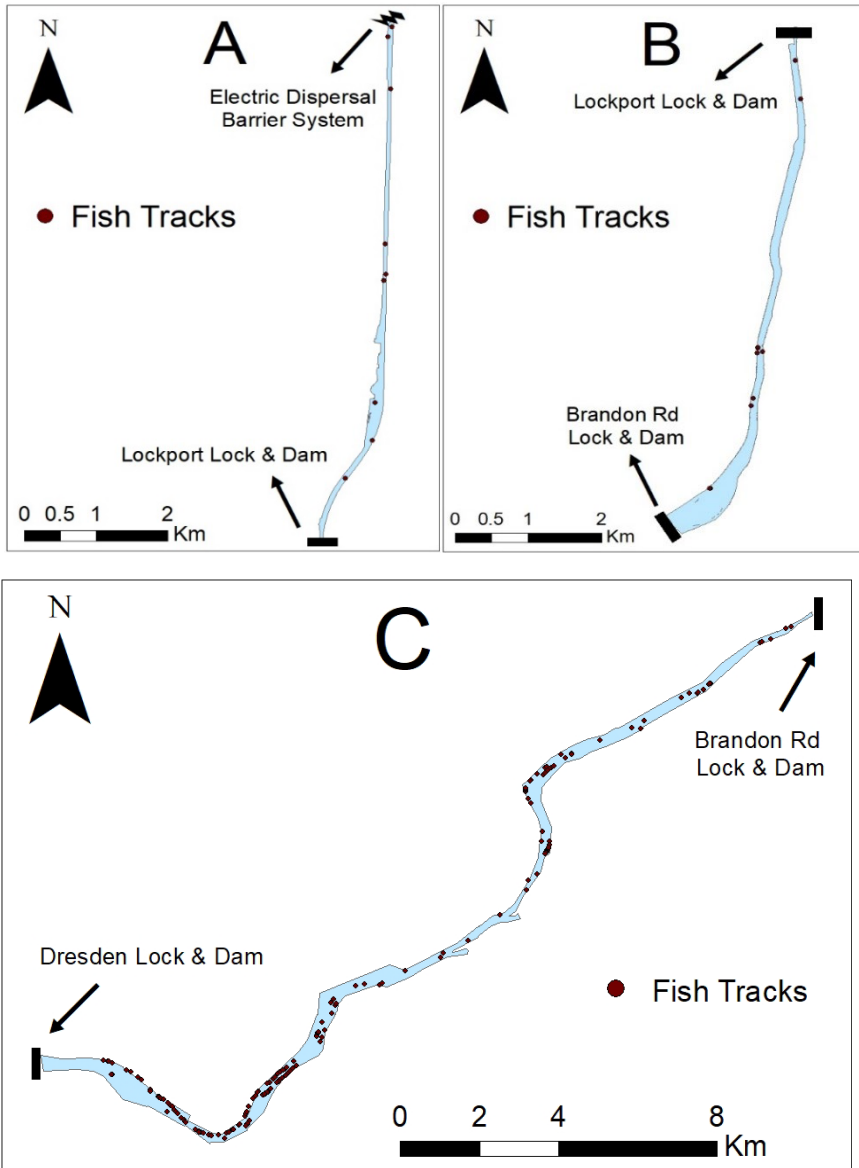 N
A
Electric Dispersal
Barrier System
Fish Tracks
Lockport Lock & Dam
0 0.5 1 2
Km
N
B
Lockport Lock & Dam
Fish Tracks
Brandon Rd
Lock & Dam
0 0.5 1 2
Km
N
C
Brandon Rd
Lock & Dam
Dresden Lock & Dam
Fish Tracks
0 2 4 8
Km